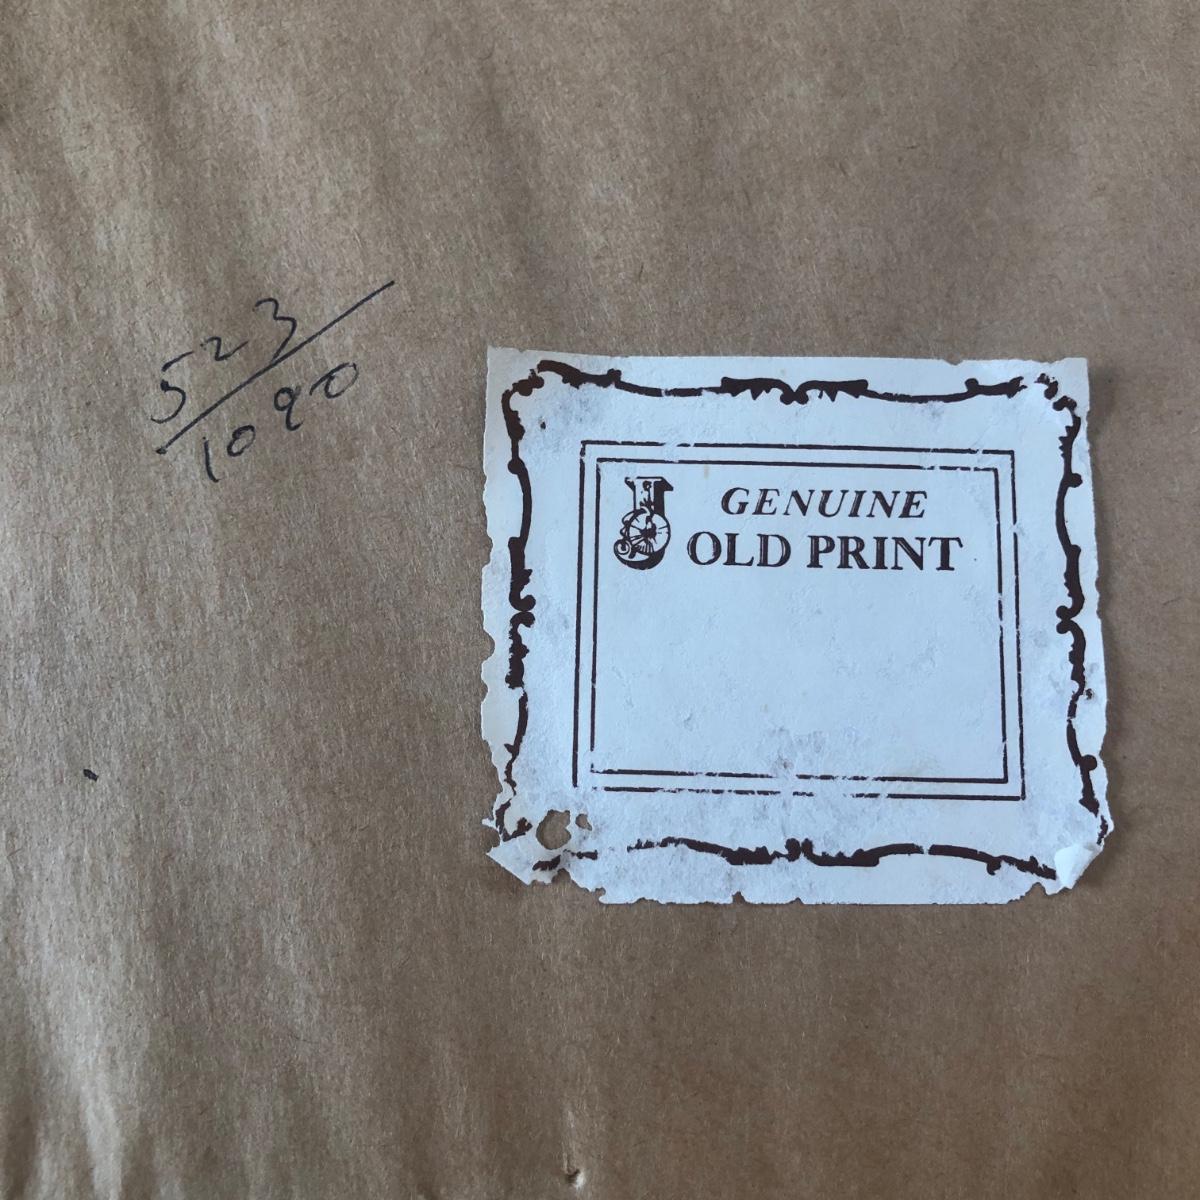 523/1090
GENUINE
OLD PRINT